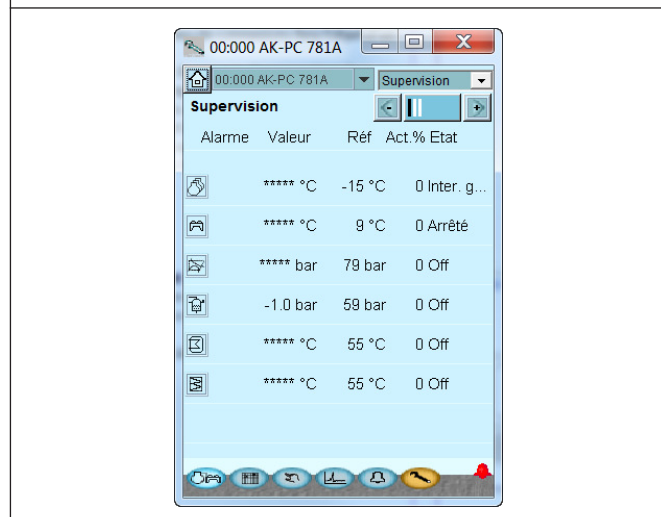 00:000 AK-PC 781A
00:000 AK-PC 781A Supervision
Supervision
Alarme Valeur Réf Act.% Etat
***** °C -15 °C 0 Inter. g...
***** °C 9 °C 0 Arrêté
***** bar 79 bar 0 Off
-1.0 bar 59 bar 0 Off
***** °C 55 °C 0 Off
***** °C 55 °C 0 Off